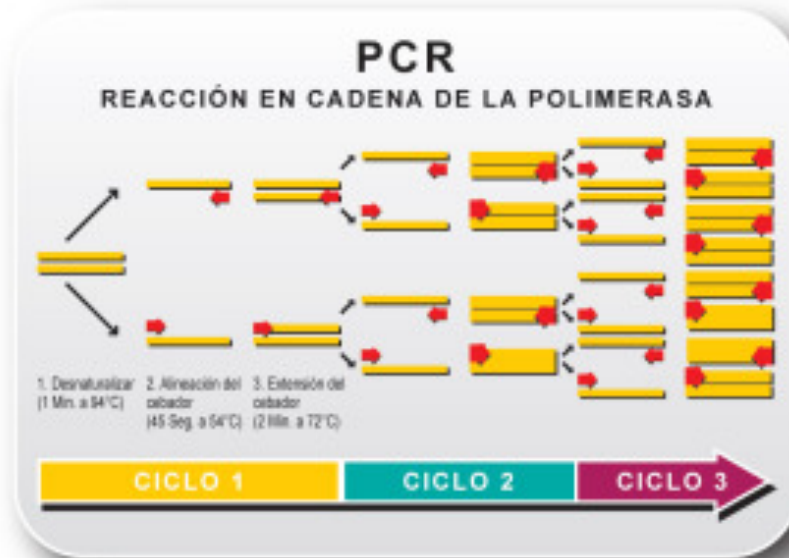 PCR
REACCIÓN EN CADENA DE LA POLIMERASA
1. Desnaturalizar
(1 Min. a 94°C)
2. Alineación del
cebador
(45 Seg. a 54°C)
3. Extensión del
cebador
(2 Min. a 72°C)
CICLO 1
CICLO 2
CICLO 3